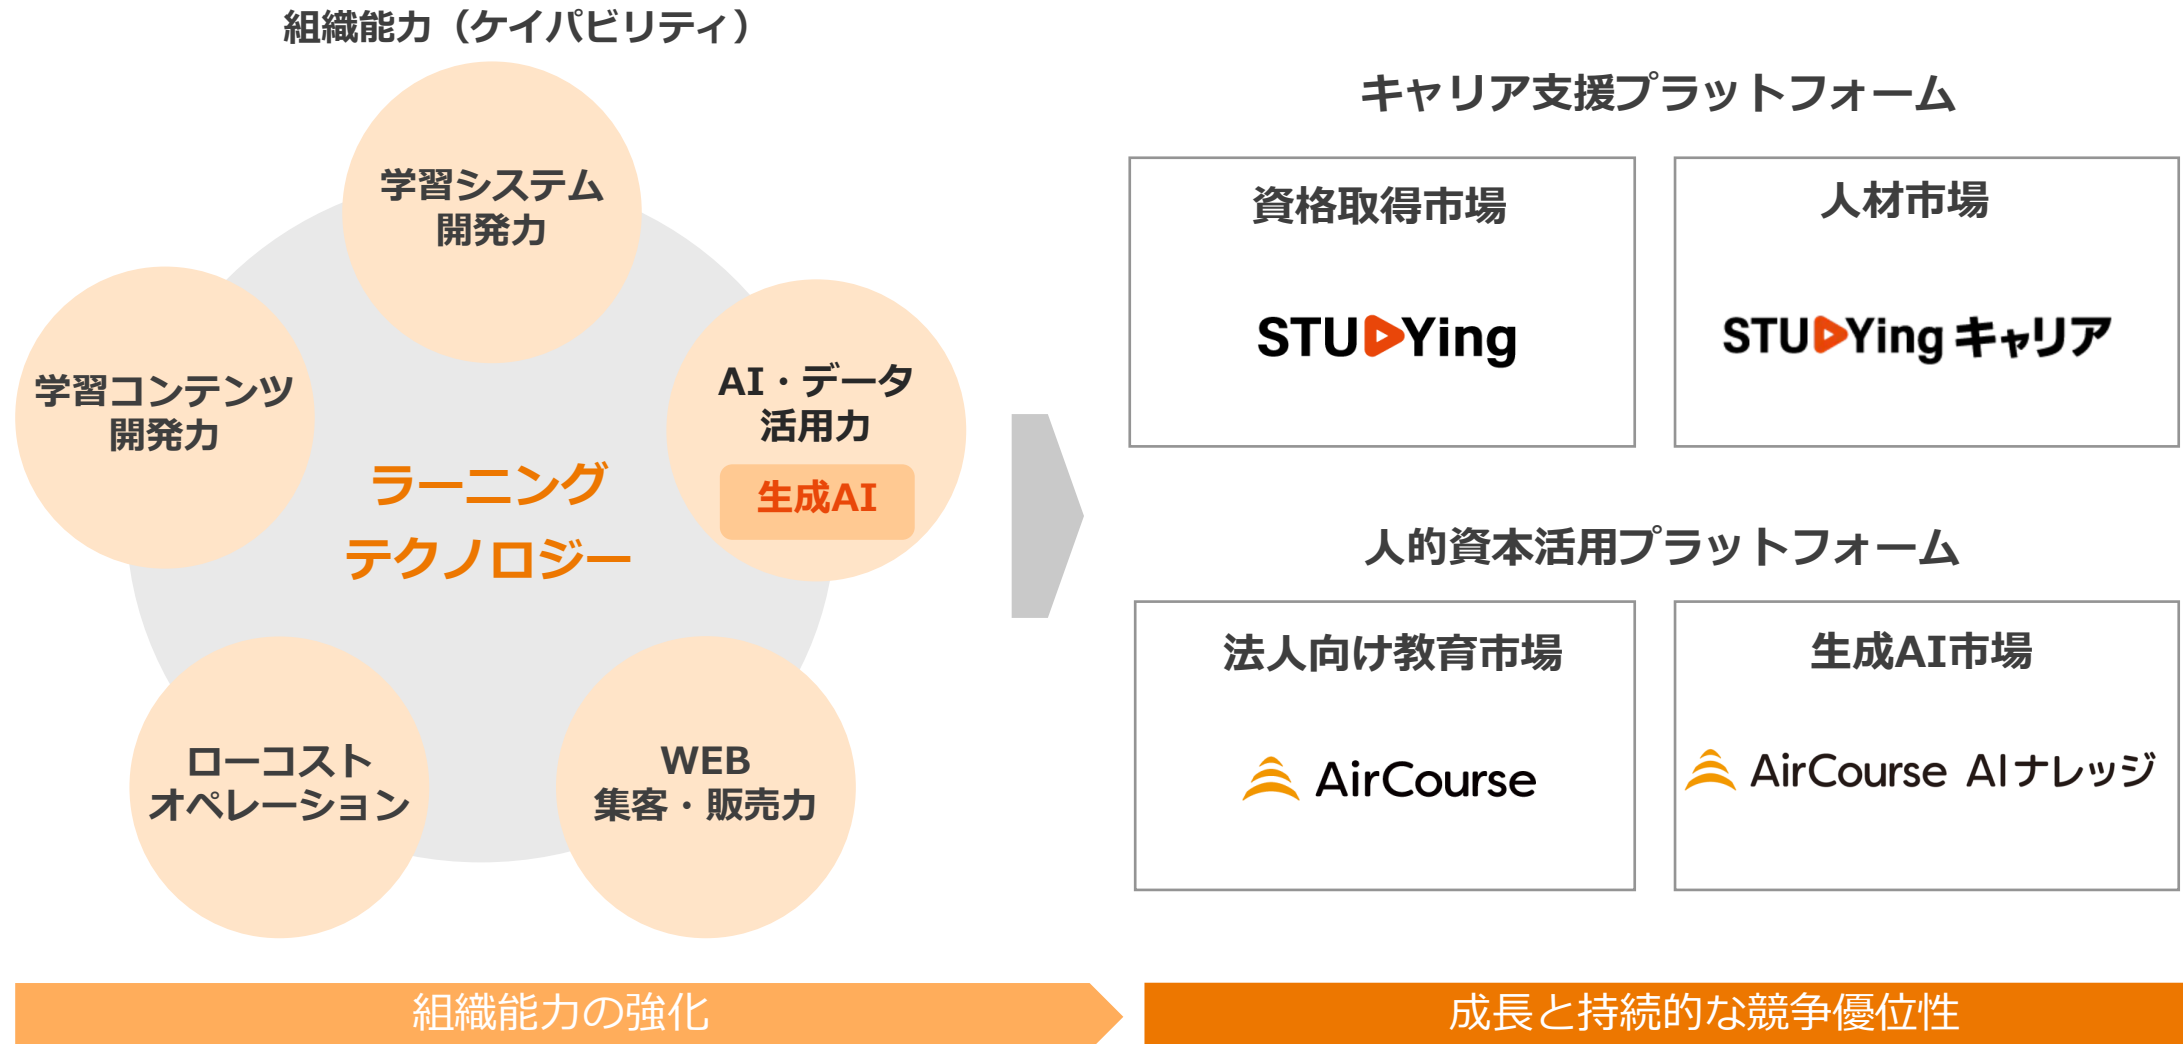 組織能力（ケイパビリティ）
学習システム
開発力
学習コンテンツ
開発力
AI・データ
活用力
生成AI
ラーニング
テクノロジー
ローコスト
オペレーション
WEB
集客・販売力
キャリア支援プラットフォーム
資格取得市場
STUDYing
人材市場
STUDYing キャリア
人的資本活用プラットフォーム
法人向け教育市場
AirCourse
生成AI市場
AirCourse AIナレッジ
組織能力の強化
成長と持続的な競争優位性